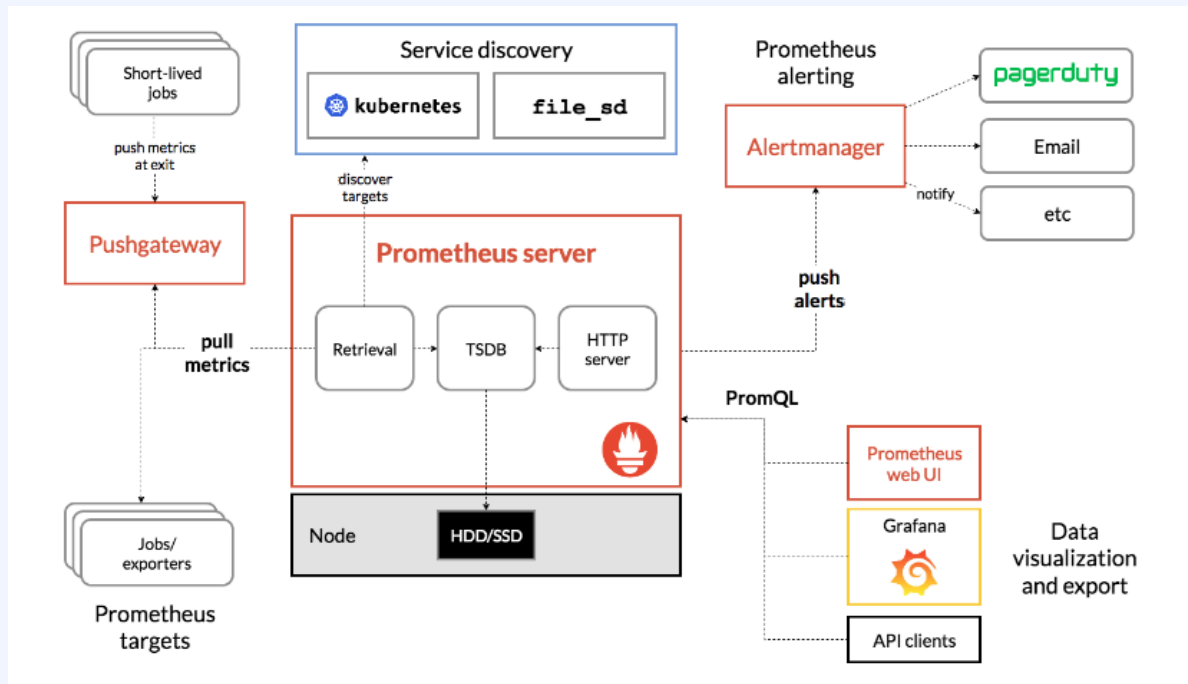 Short-lived
jobs
push metrics
at exit
Pushgateway
Service discovery
kubernetes
file_sd
discover
targets
Prometheus
alerting
Alertmanager
pagerduty
Email
notify
etc
Prometheus server
Retrieval
TSDB
HTTP
server
pull
metrics
push
alerts
PromQL
Node
HDD/SSD
Jobs/
exporters
Prometheus
targets
Prometheus
web UI
Grafana
API clients
Data
visualization
and export